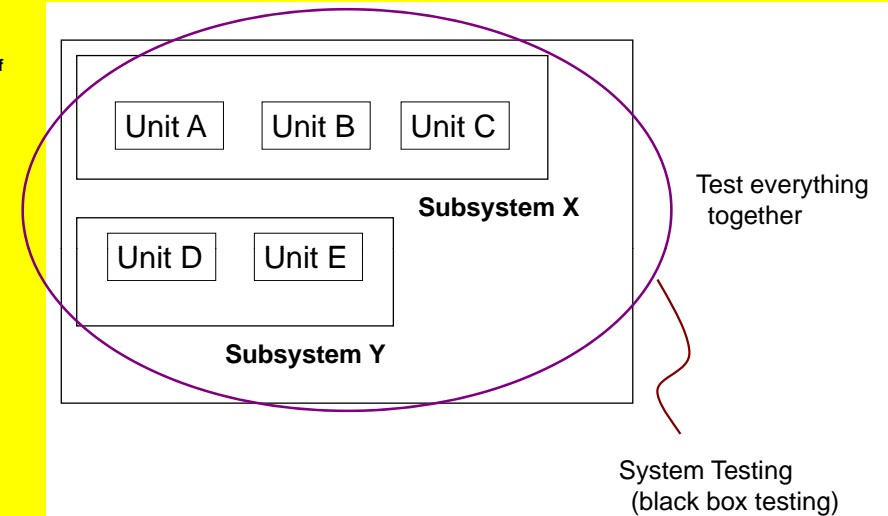 f
Unit A
Unit B
Unit C
Subsystem X
Test everything
together
Unit D
Unit E
Subsystem Y
System Testing
(black box testing)